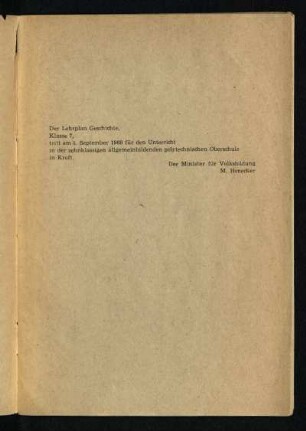 Der Lehrplan Geschichte,
Klasse 7,
tritt am 1. September 1968 für den Unterricht
in der zehnklassigen allgemeinbildenden polytechnischen Oberschule
in Kraft.
Der Minister für Volksbildung
M. Honecker